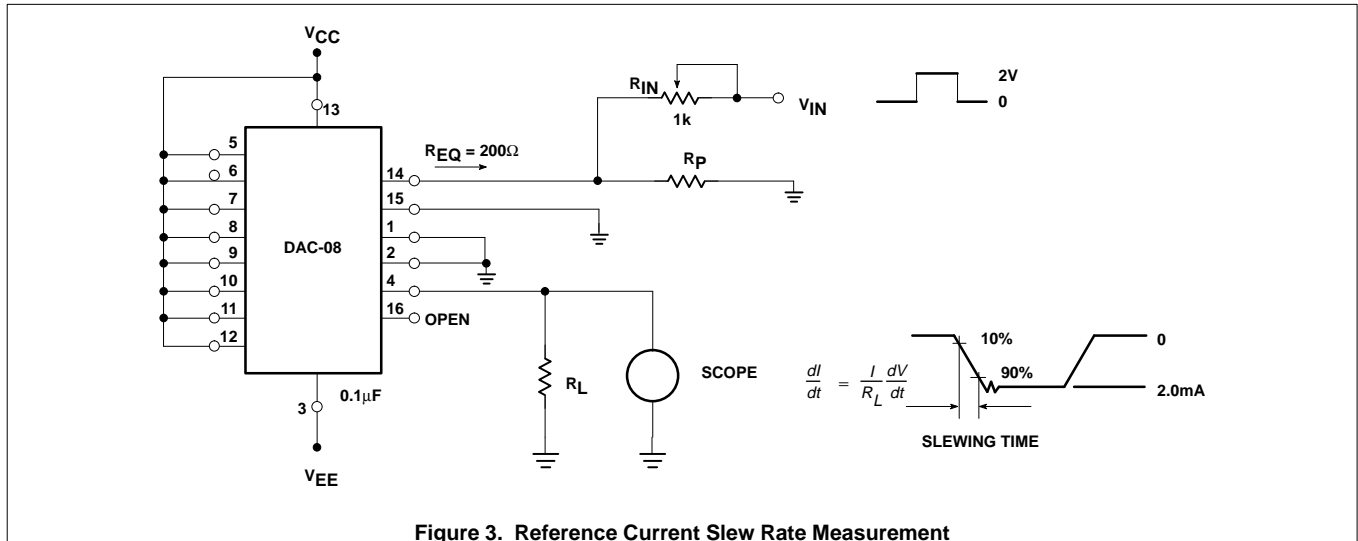 VCC
13
5
6
7
8
9
10
11
12
DAC-08
14
15
1
2
4
16
OPEN
REQ = 200Ω
RIN
1k
VIN
RP
2V
0
RL
SCOPE
3
0.1μF
VEE
dI/dt = I/RL dV/dt
10%
90%
0
2.0mA
SLEWING TIME
Figure 3. Reference Current Slew Rate Measurement